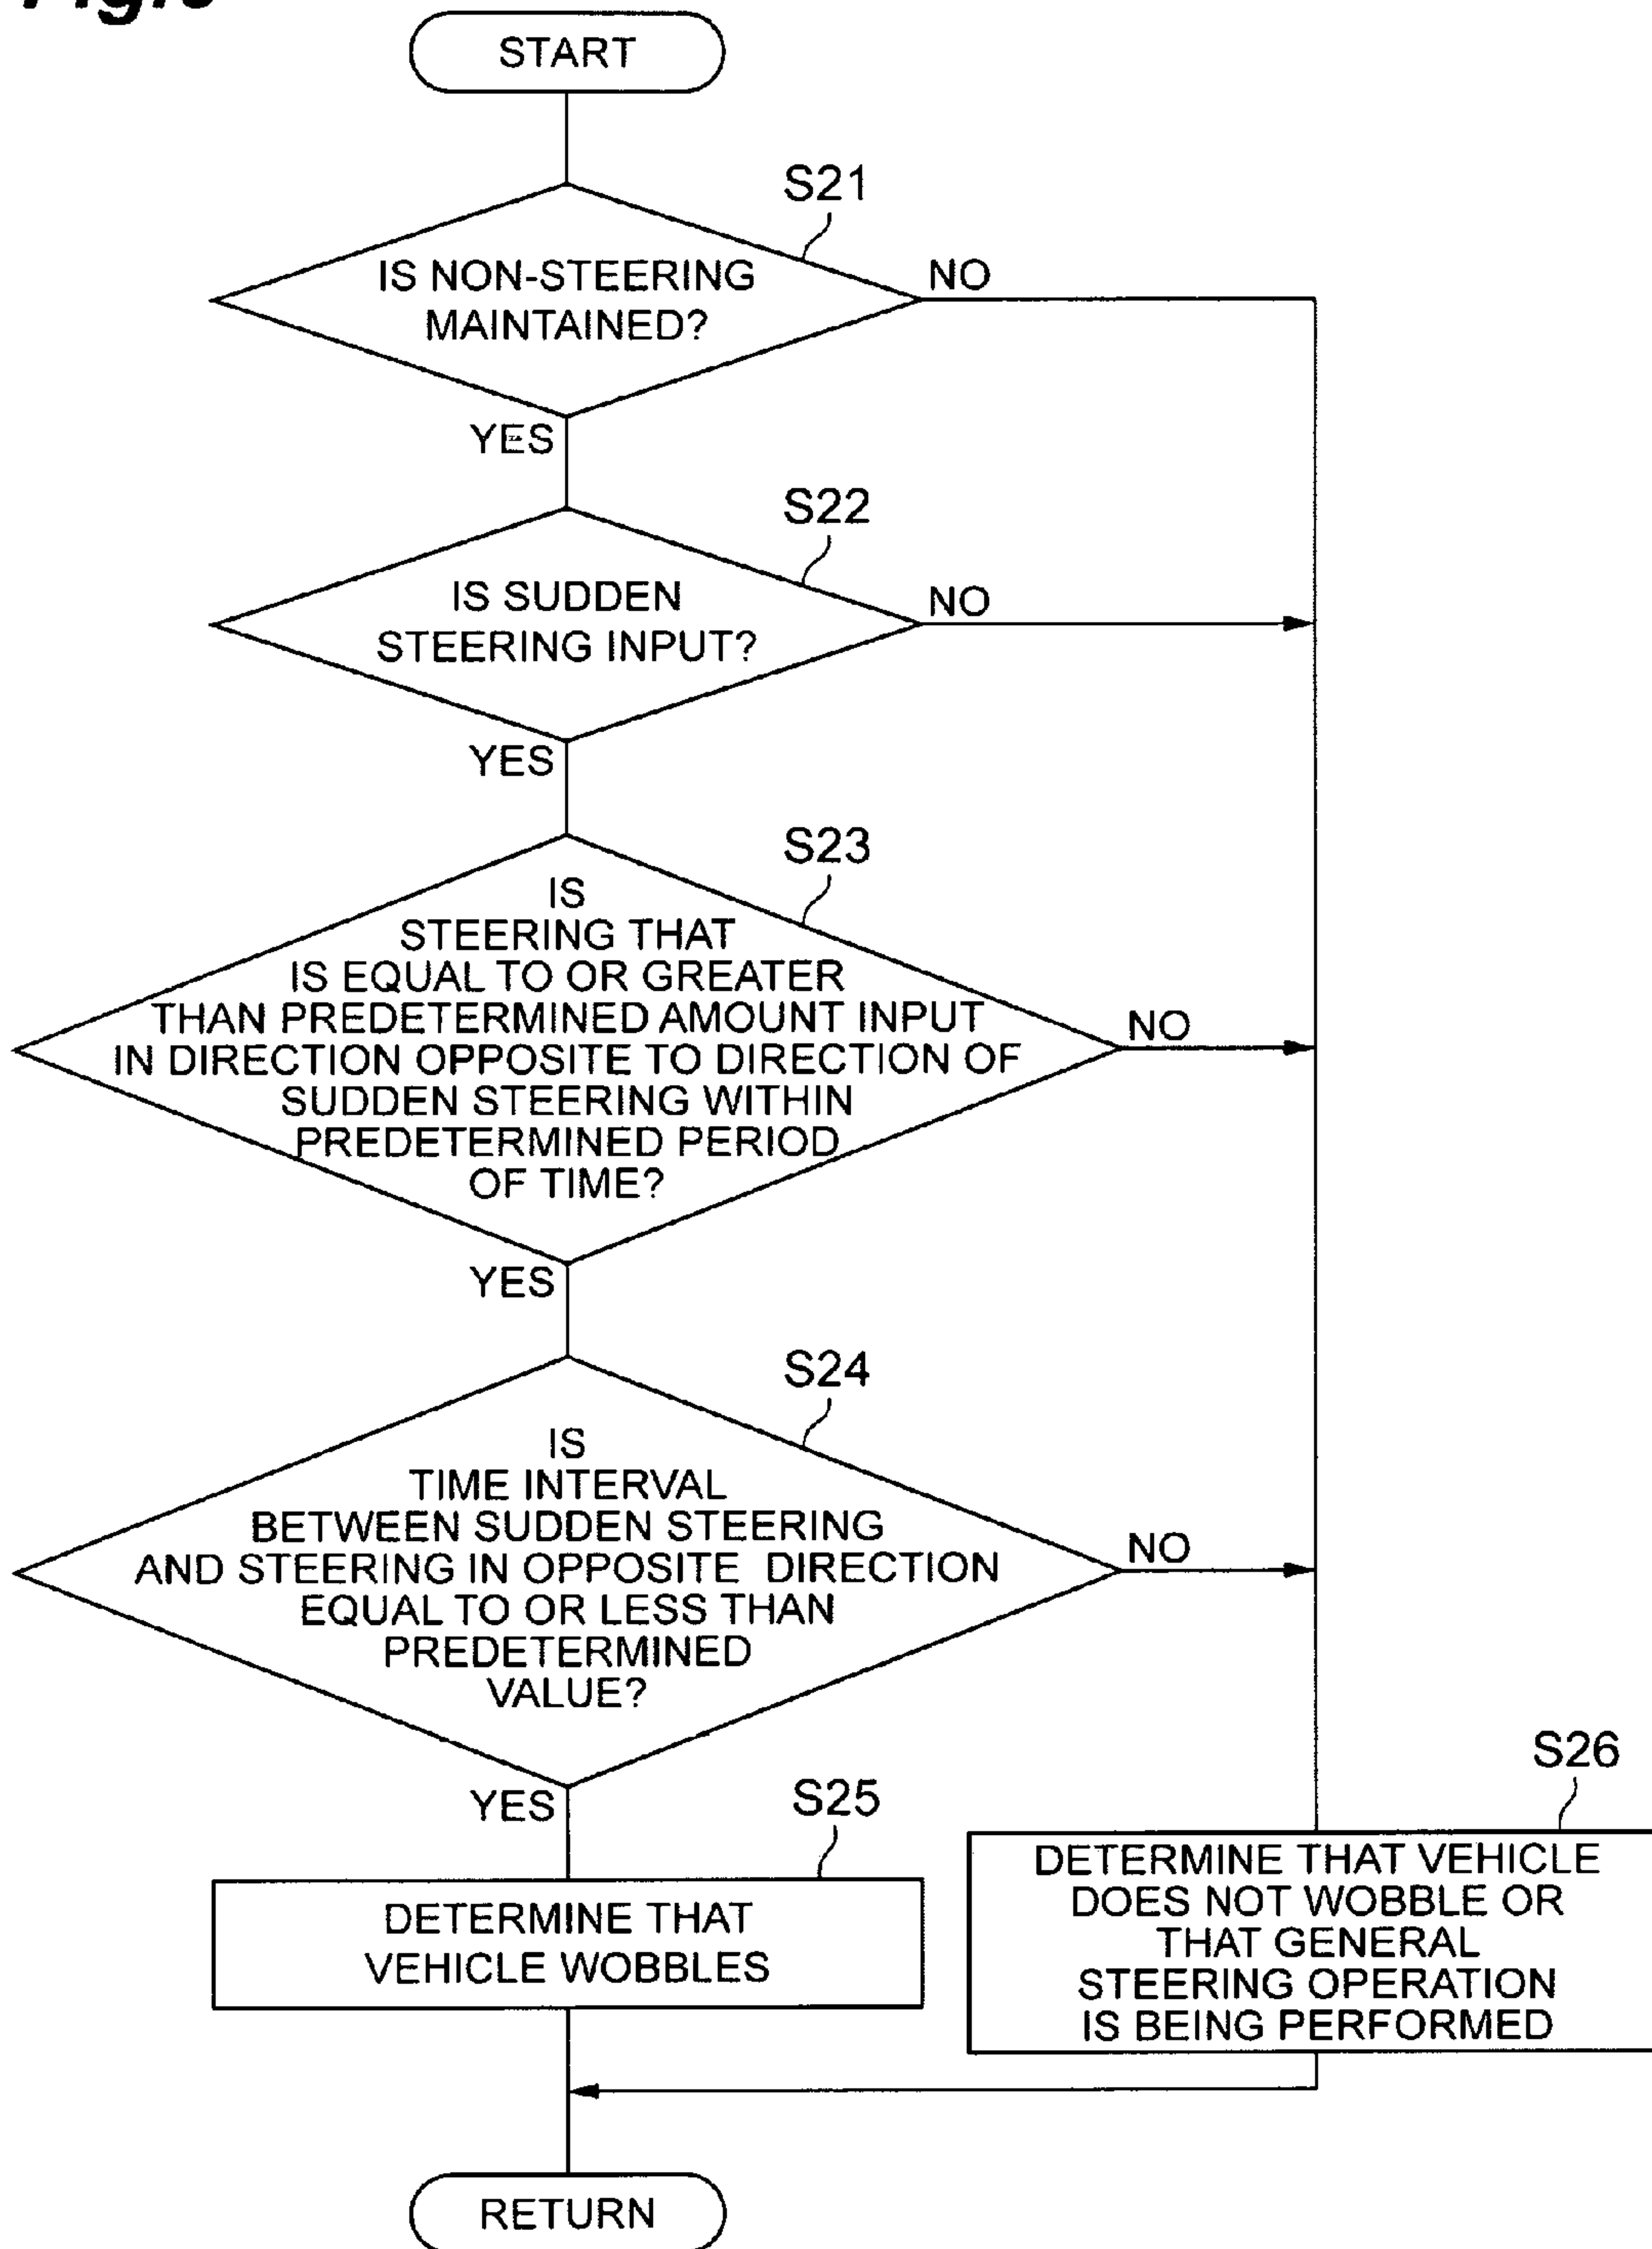 START
S21
IS NON-STEERING
MAINTAINED?
NO
YES
S22
IS SUDDEN
STEERING INPUT?
NO
YES
S23
IS
STEERING THAT
IS EQUAL TO OR GREATER
THAN PREDETERMINED AMOUNT INPUT
IN DIRECTION OPPOSITE TO DIRECTION OF
SUDDEN STEERING WITHIN
PREDETERMINED PERIOD
OF TIME?
NO
YES
S24
IS
TIME INTERVAL
BETWEEN SUDDEN STEERING
AND STEERING IN OPPOSITE DIRECTION
EQUAL TO OR LESS THAN
PREDETERMINED
VALUE?
NO
YES
S25
DETERMINE THAT
VEHICLE WOBBLES
S26
DETERMINE THAT VEHICLE
DOES NOT WOBBLE OR
THAT GENERAL
STEERING OPERATION
IS BEING PERFORMED
RETURN